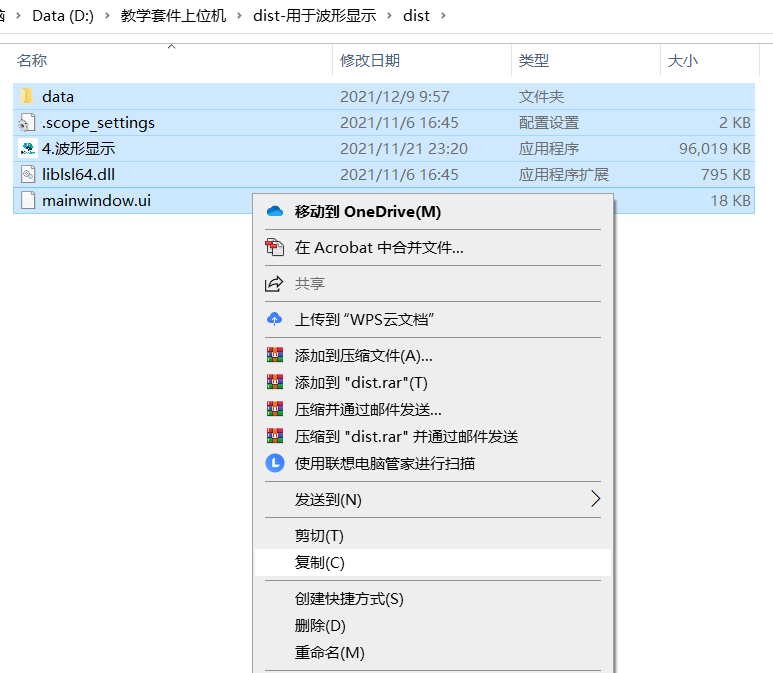 脑 › Data (D:) › 教学套件上位机 › dist-用于波形显示 › dist ›
名称 修改日期 类型 大小
data 2021/12/9 9:57 文件夹
.scope_settings 2021/11/6 16:45 配置设置 2 KB
4.波形显示 2021/11/21 23:20 应用程序 96,019 KB
liblsl64.dll 2021/11/6 16:45 应用程序扩展 795 KB
mainwindow.ui 18 KB
移动到 OneDrive(M)
在 Acrobat 中合并文件...
共享
上传到“WPS云文档”
添加到压缩文件(A)...
添加到 "dist.rar"(T)
压缩并通过邮件发送...
压缩到 "dist.rar" 并通过邮件发送
使用联想电脑管家进行扫描
发送到(N)
剪切(T)
复制(C)
创建快捷方式(S)
删除(D)
重命名(M)